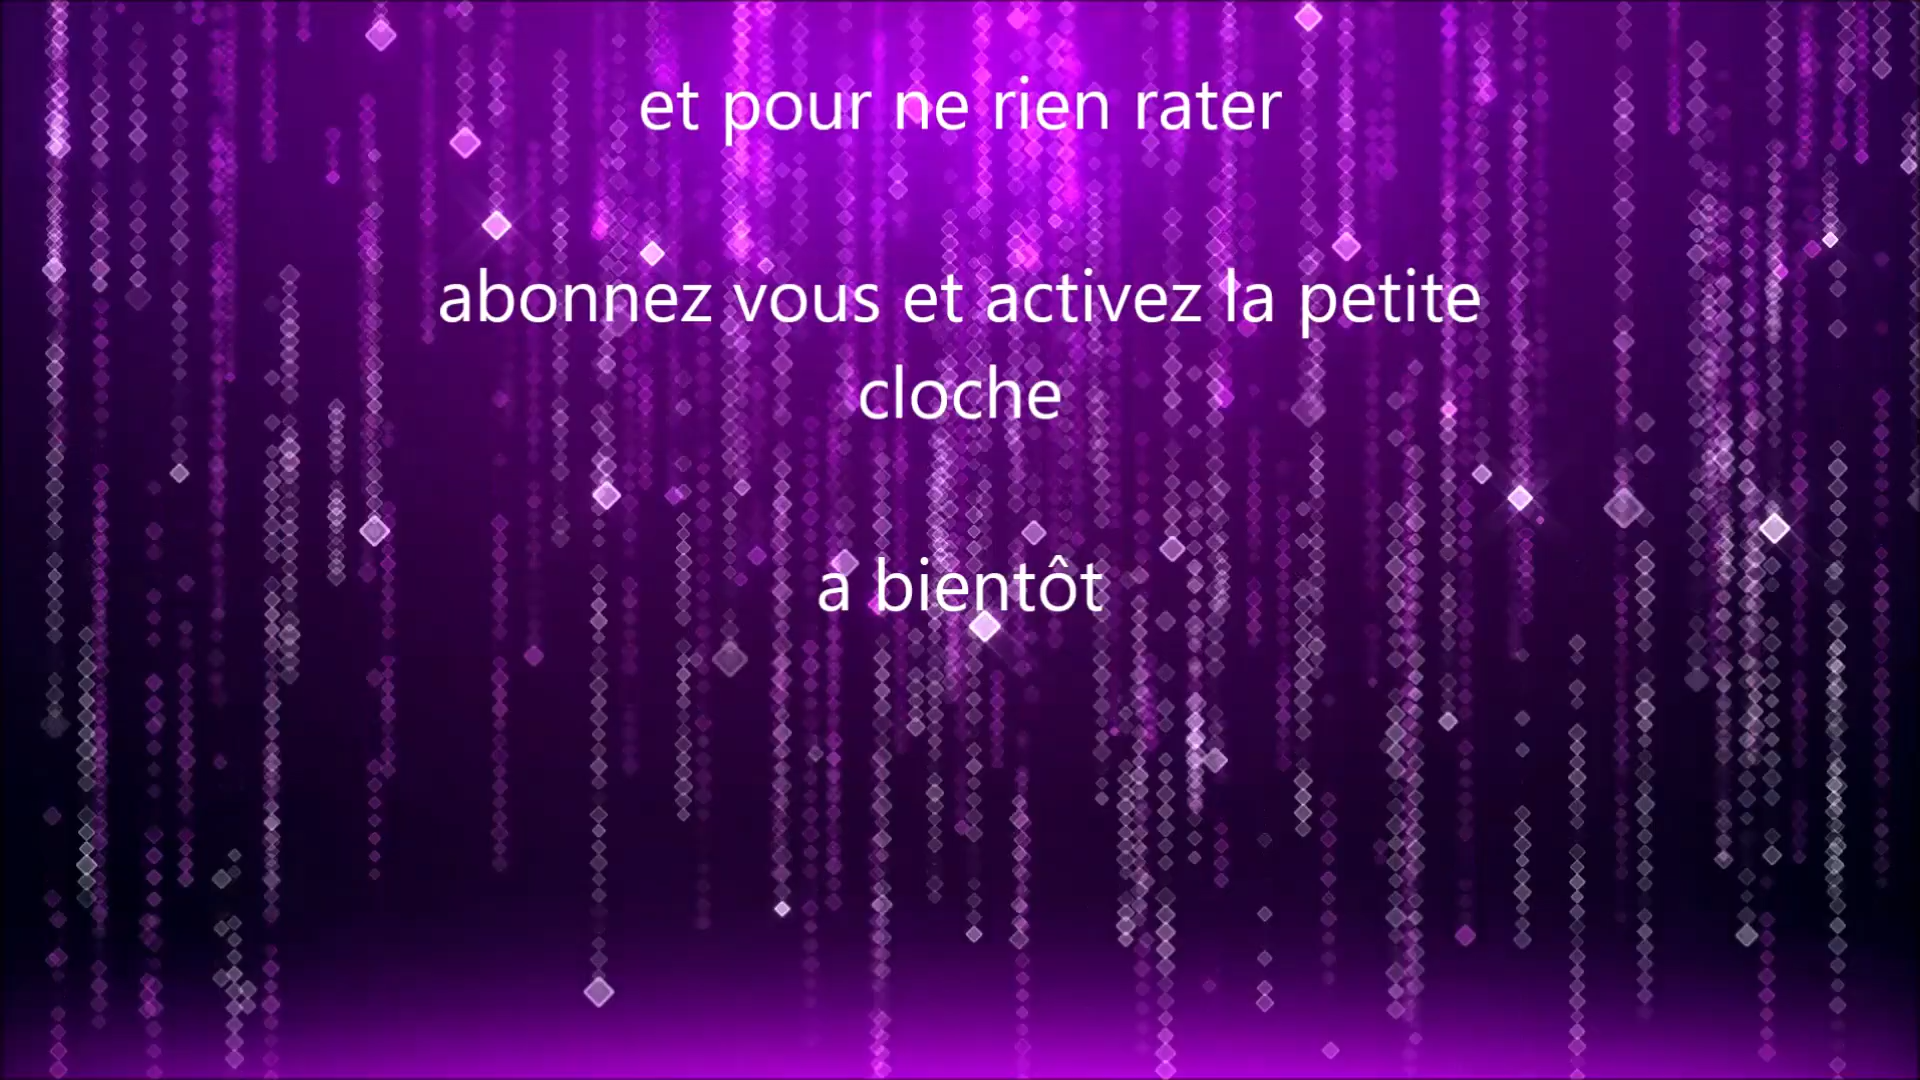 et pour ne rien rater
abonnez vous et activez la petite
cloche
a bientôt